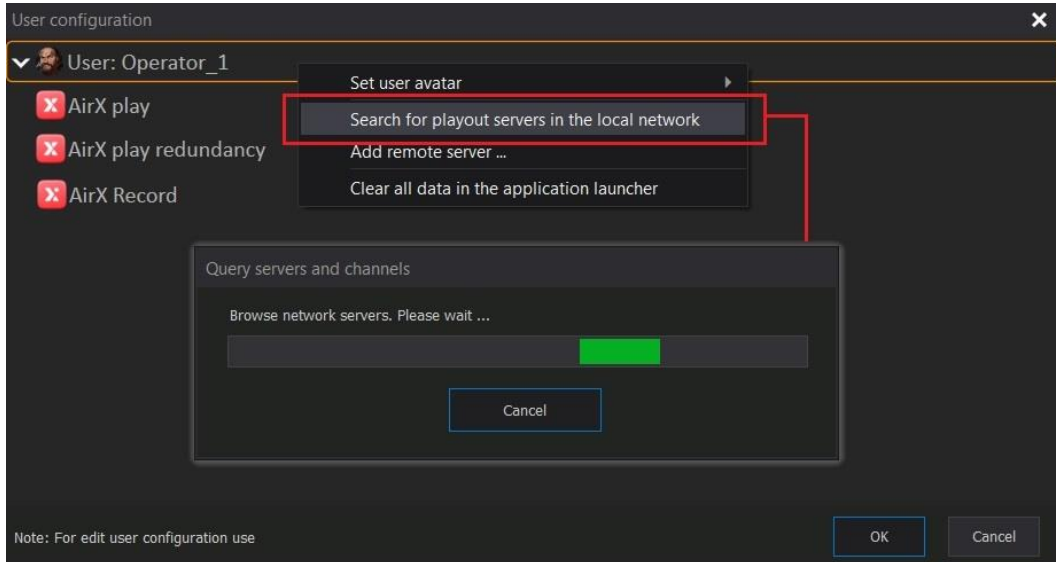 User configuration
User: Operator_1
Set user avatar
AirX play
Search for playout servers in the local network
AirX play redundancy
Add remote server ...
AirX Record
Clear all data in the application launcher
Query servers and channels
Browse network servers. Please wait ...
Cancel
Note: For edit user configuration use
OK
Cancel